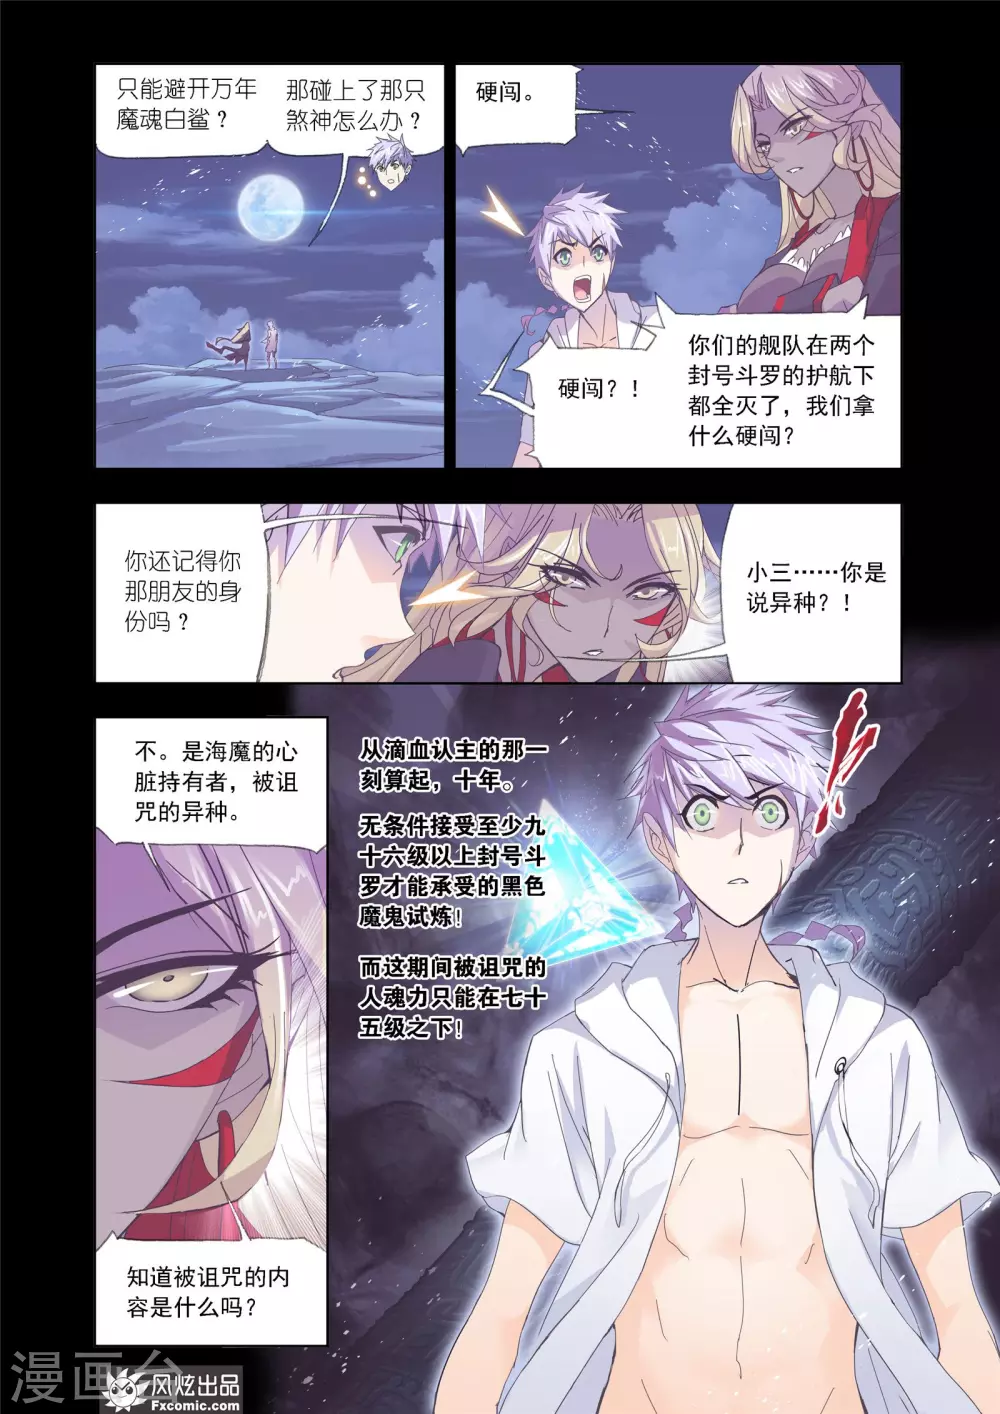 只能避开万年
魔魂白鲨？
那碰上了那只
煞神怎么办？
硬闯。
硬闯？！
你们的舰队在两个
封号斗罗的护航下
都全灭了，我们拿
什么硬闯？
你还记得你
那朋友的身
份吗？
小三……你是
说异种？！
不。是海魔的心
脏持有者，被诅
咒的异种。
从滴血认主的那一
刻算起，十年。
无条件接受至少九
十六级以上封号斗
罗才能承受的黑色
魔鬼试炼！
而这期间被诅咒的
人魂力只能在七十
五级之下！
知道被诅咒的内
容是什么吗？
漫画台
风炫出品
Fxcomic.com